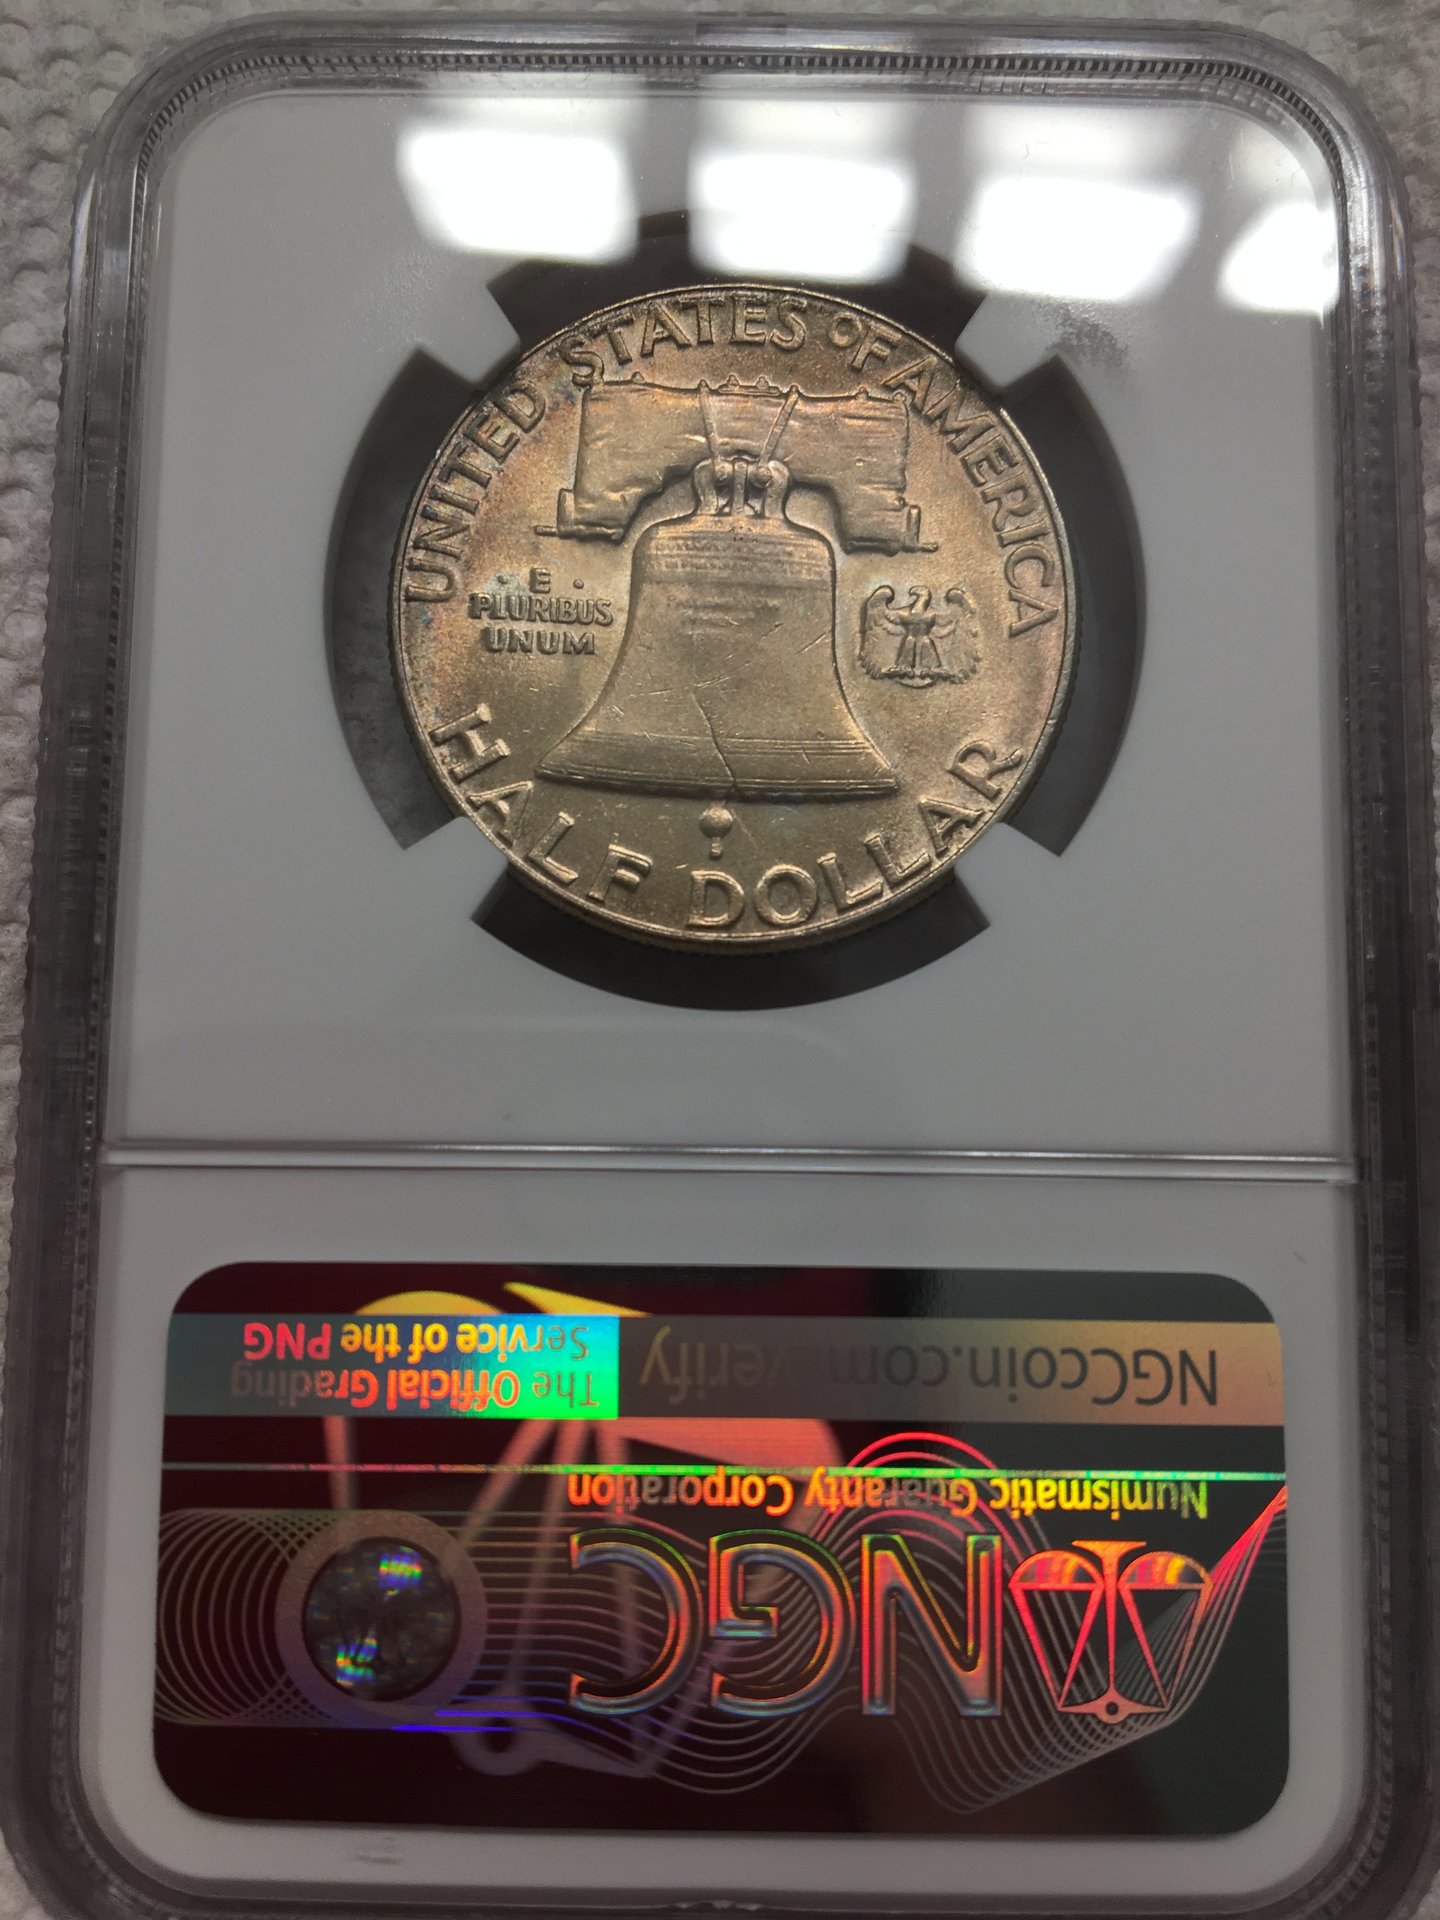 UNITED STATES OF AMERICA
· E ·
PLURIBUS
UNUM
HALF DOLLAR
NGC
Numismatic Guaranty Corporation
NGCcoin.com/verify
The Official Grading
Service of the PNG